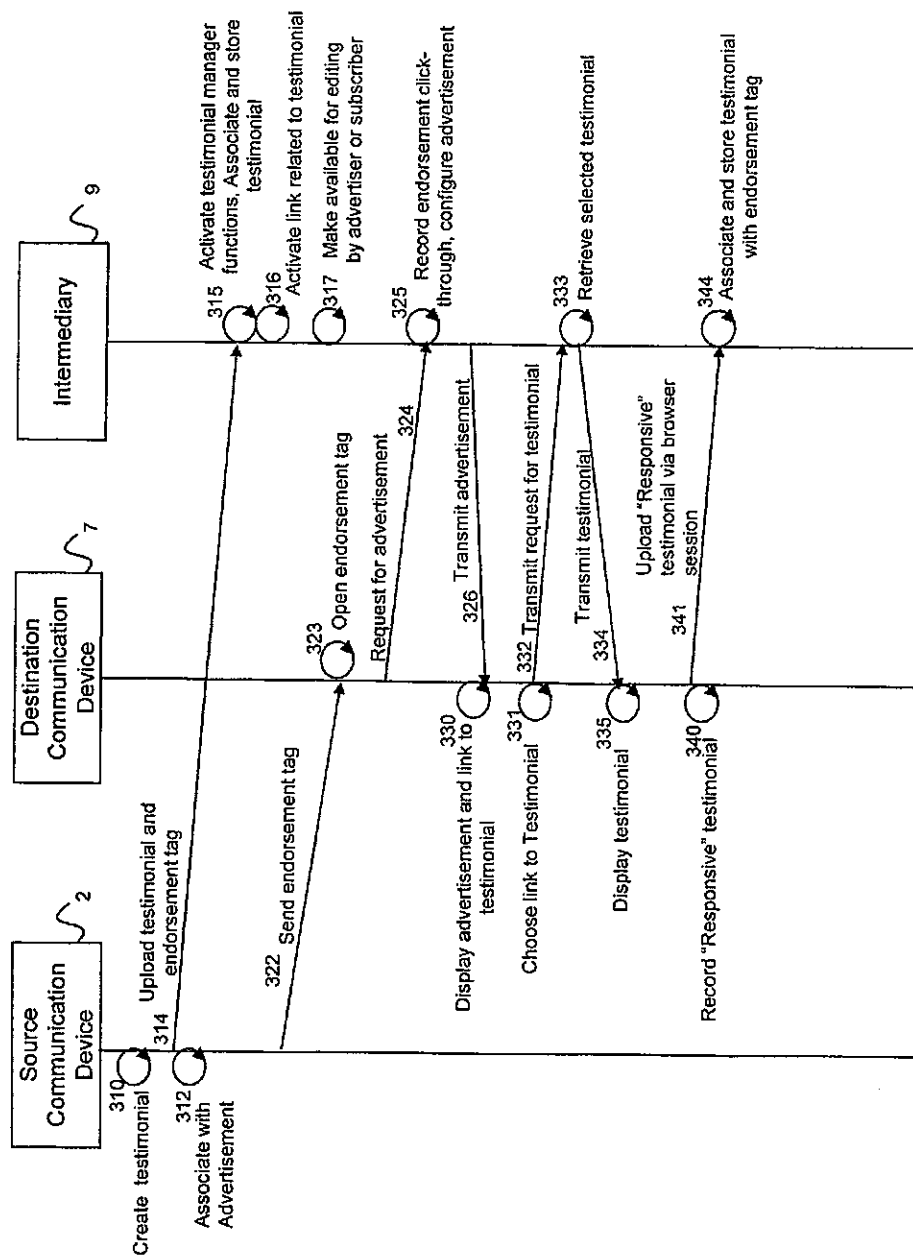 Source
Communication
Device
2
Destination
Communication
Device
7
Intermediary
9
310
Create testimonial
312
Associate with
Advertisement
314
Upload testimonial and
endorsement tag
315
Activate testimonial manager
functions, Associate and store
testimonial
316
Activate link related to testimonial
317
Make available for editing
by advertiser or subscriber
322
Send endorsement tag
323
Open endorsement tag
Request for advertisement
324
325
Record endorsement click-
through, configure advertisement
326
Transmit advertisement
330
Display advertisement and link to
testimonial
331
Choose link to Testimonial
332
Transmit request for testimonial
333
Retrieve selected testimonial
334
Transmit testimonial
335
Display testimonial
340
Record "Responsive" testimonial
341
Upload "Responsive"
testimonial via browser
session
344
Associate and store testimonial
with endorsement tag